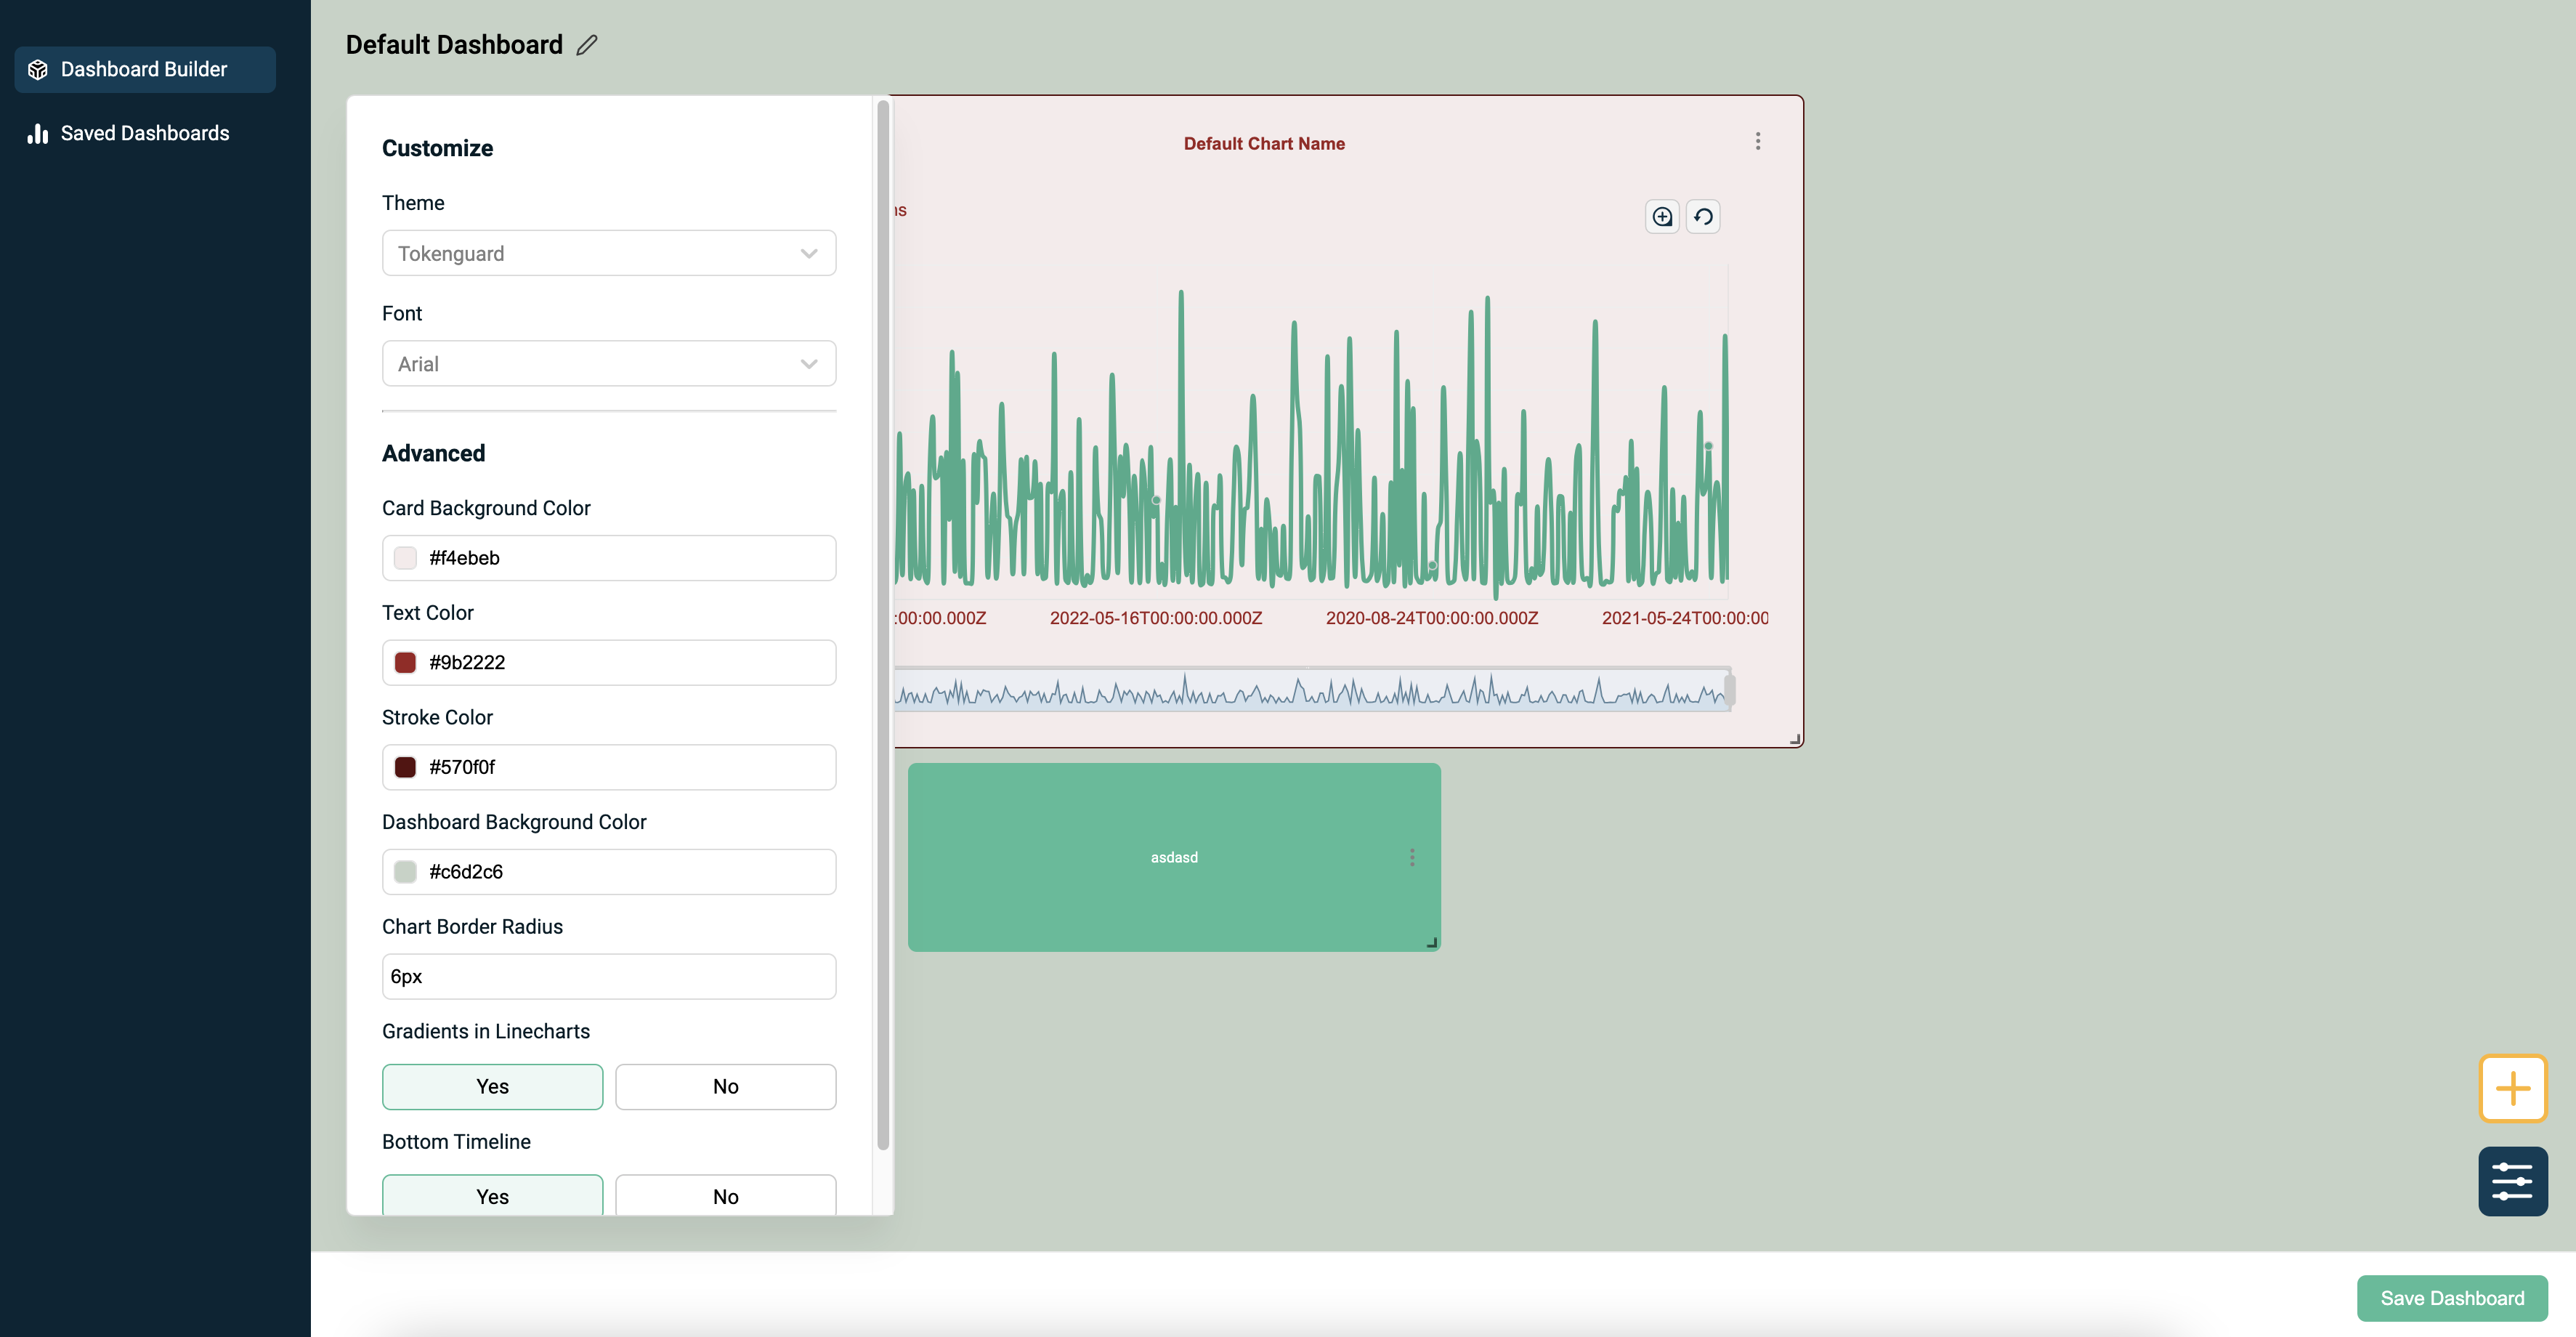 Dashboard Builder
Saved Dashboards
Default Dashboard
Customize
Theme
Tokenguard
Font
Arial
Advanced
Card Background Color
#f4ebeb
Text Color
#9b2222
Stroke Color
#570f0f
Dashboard Background Color
#c6d2c6
Chart Border Radius
6px
Gradients in Linecharts
Yes No
Bottom Timeline
Yes No
Default Chart Name
:00:00.000Z 2022-05-16T00:00:00.000Z 2020-08-24T00:00:00.000Z 2021-05-24T00:00:00
asdasd
Save Dashboard